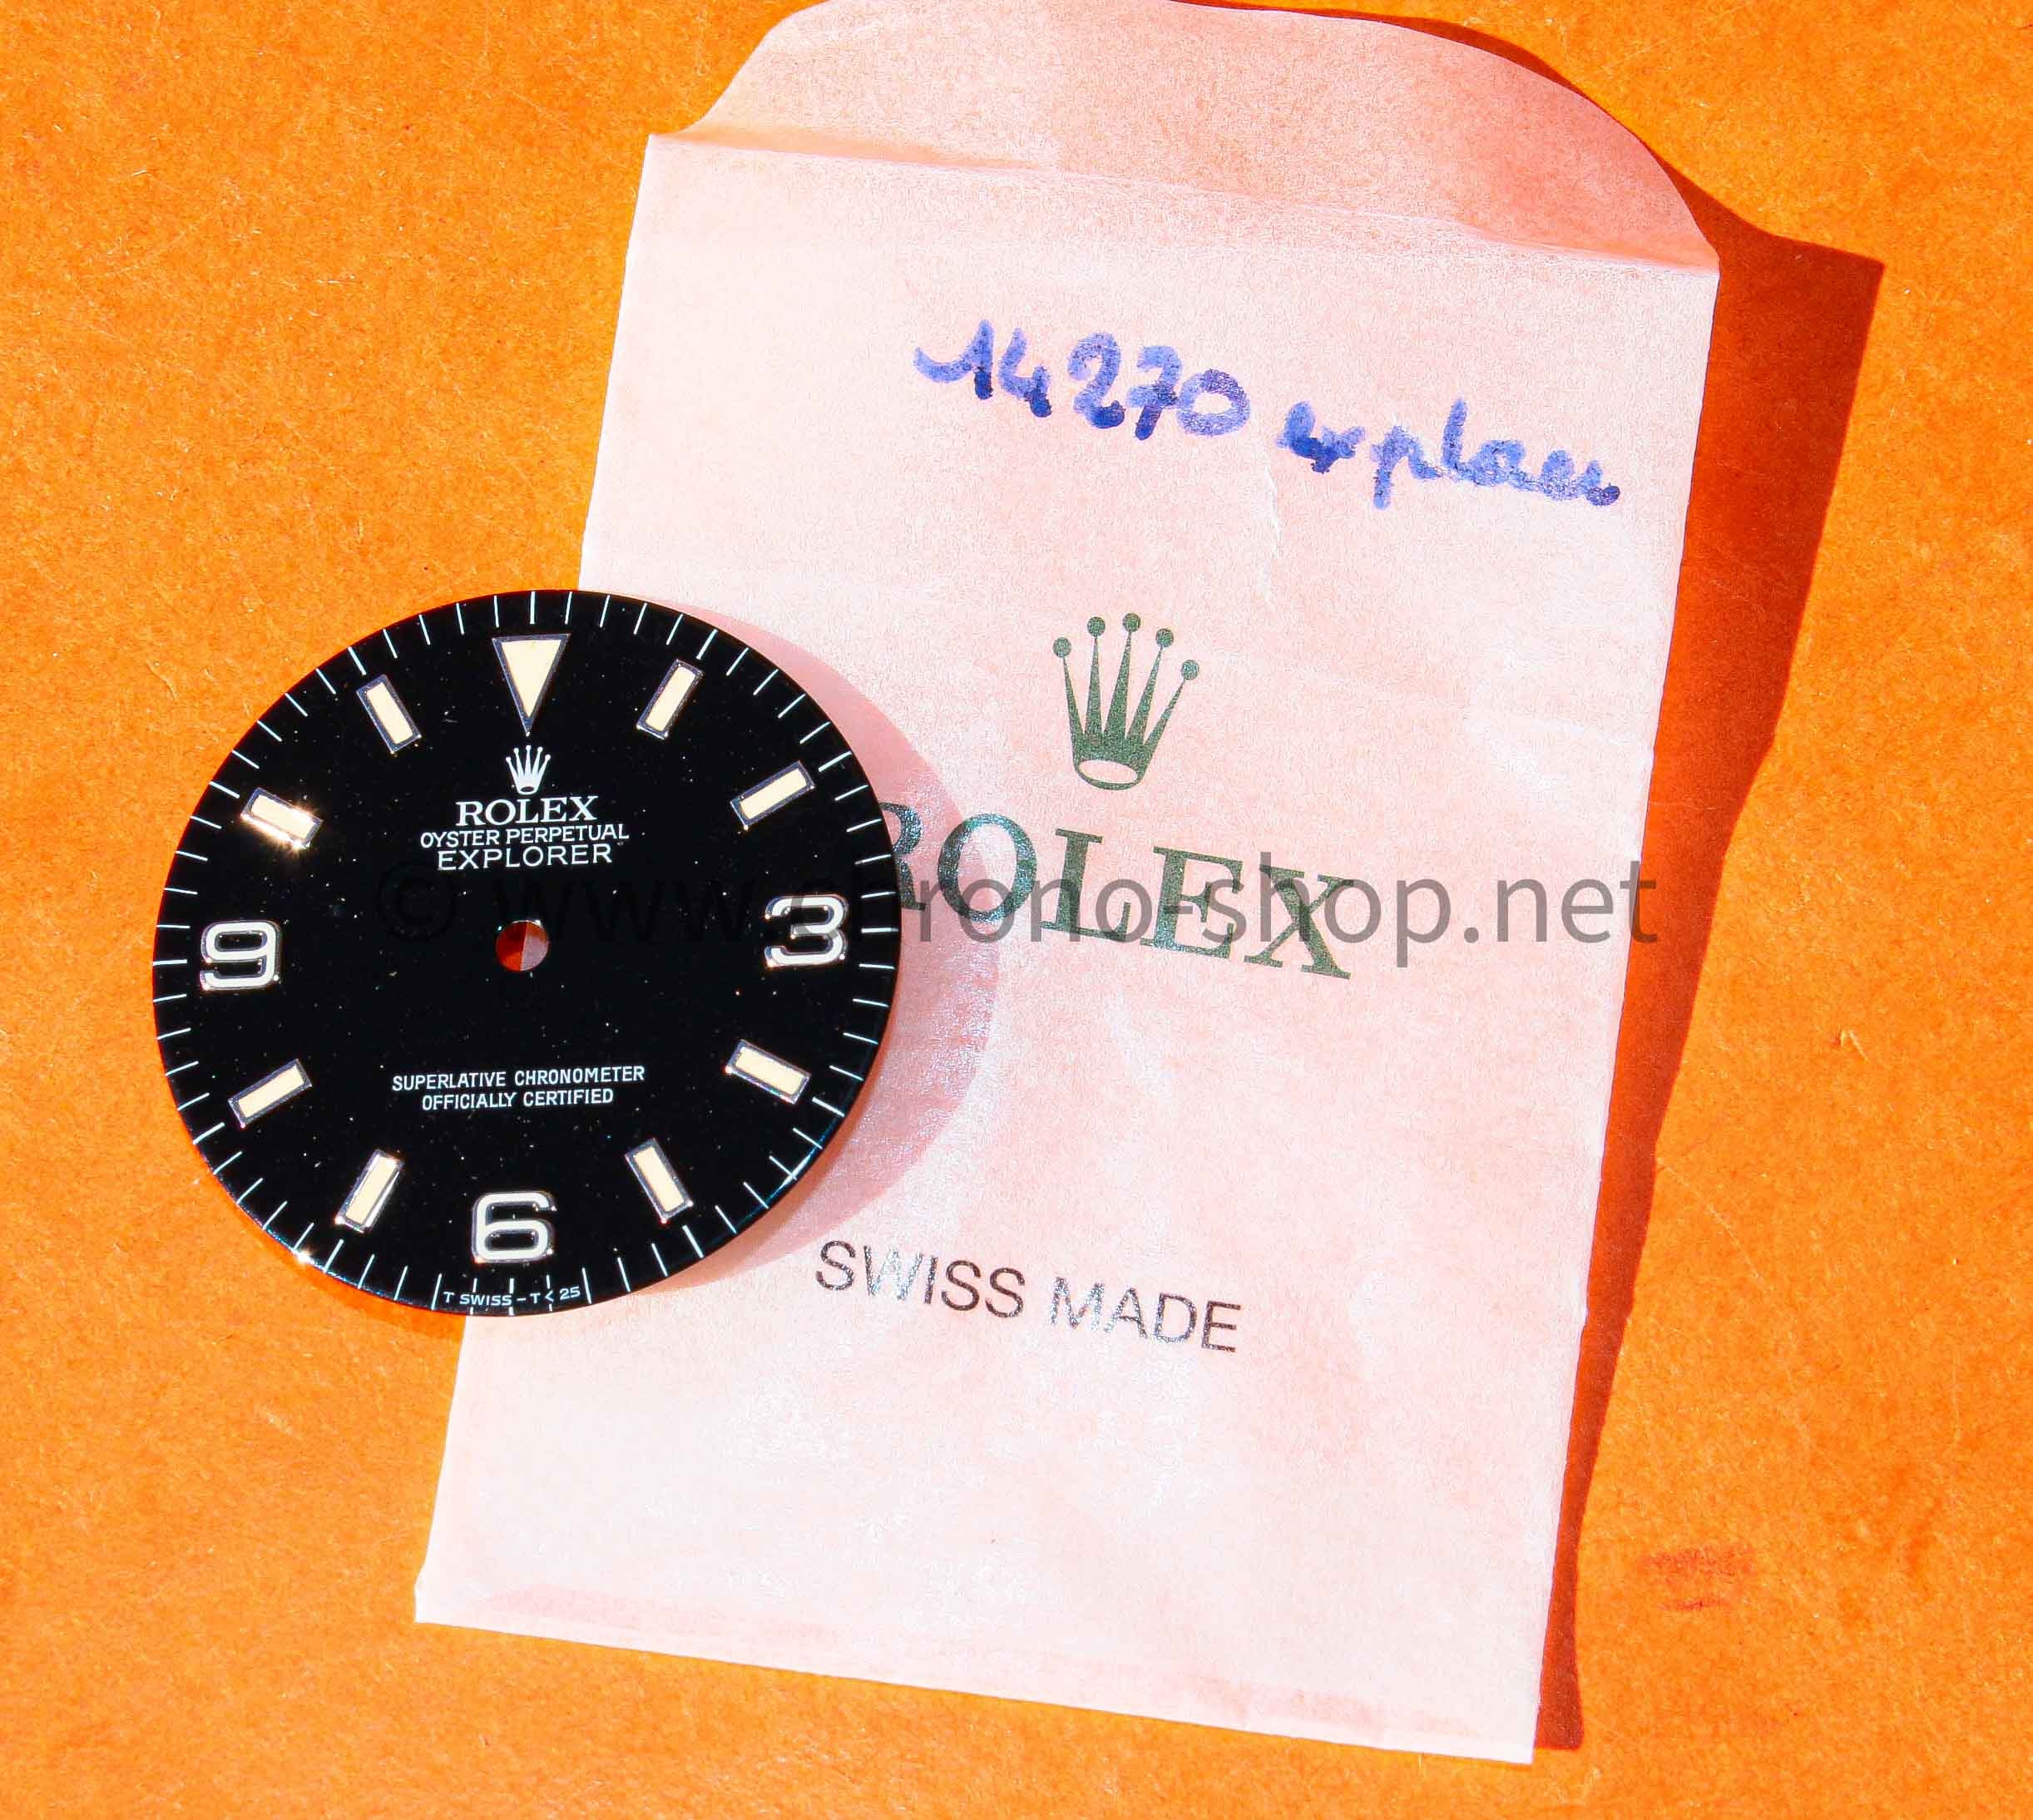 14270 explorer
ROLEX
SWISS MADE
ROLEX
OYSTER PERPETUAL
EXPLORER
9
3
SUPERLATIVE CHRONOMETER
OFFICIALLY CERTIFIED
6
T SWISS-T<25
© www.chrono-shop.net